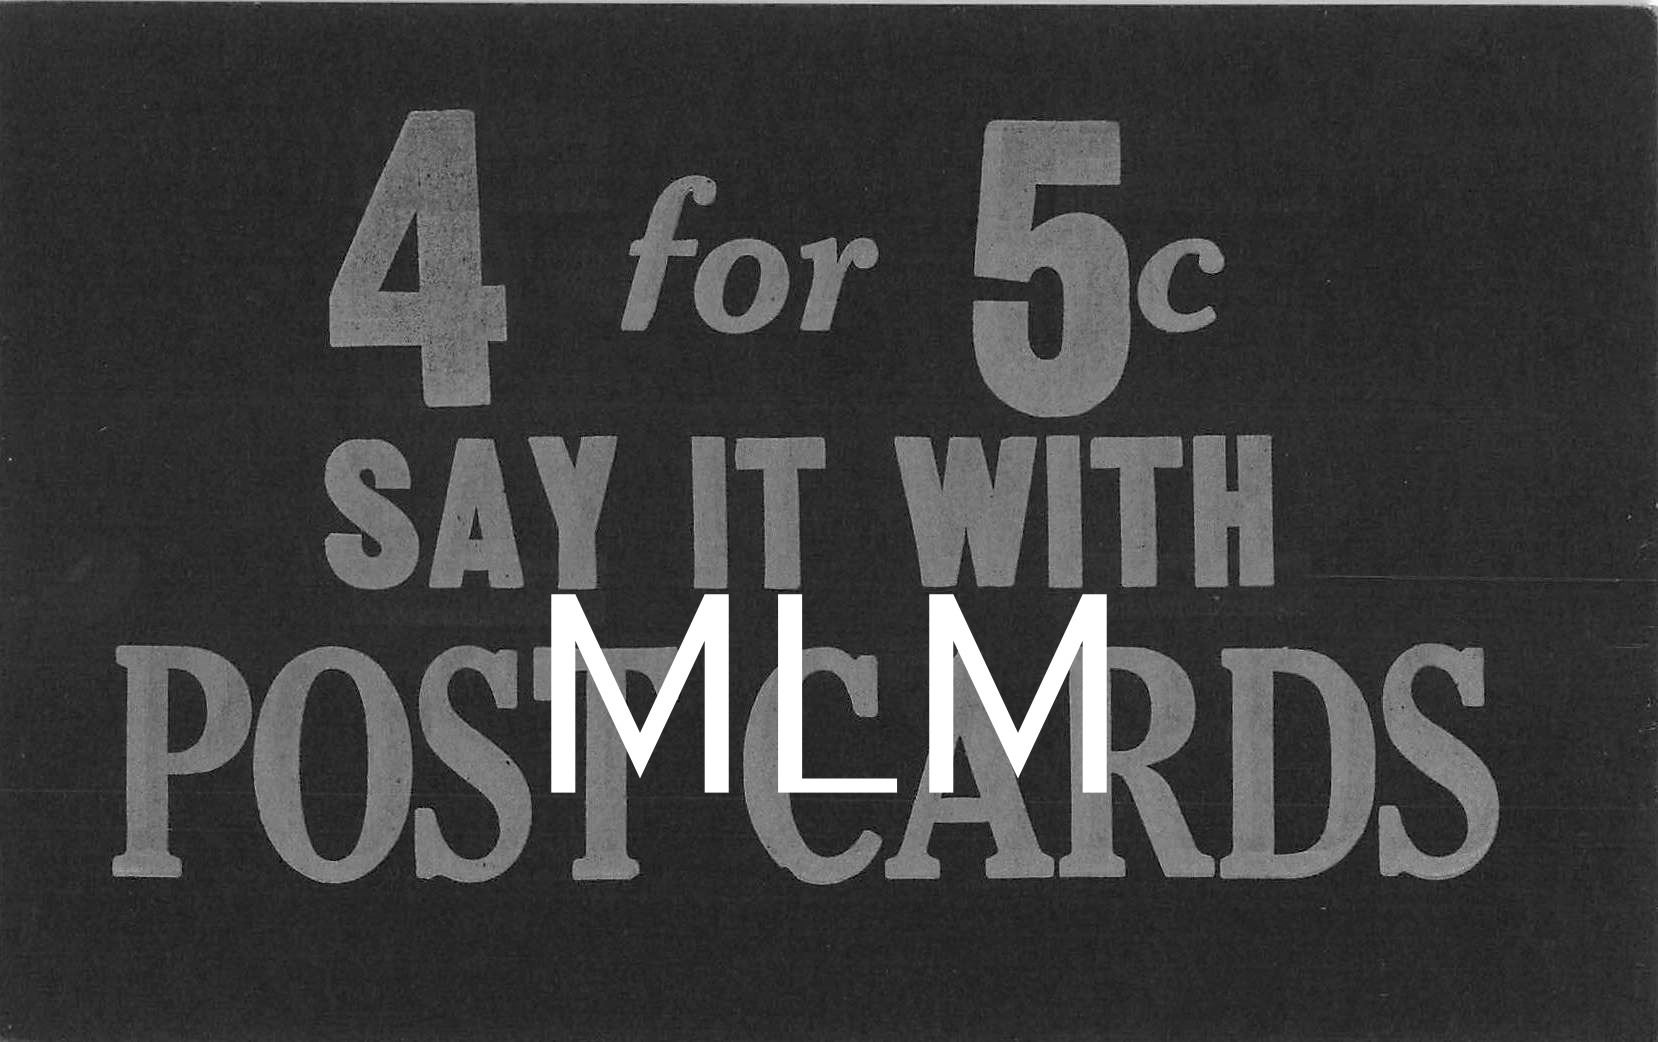 4 for 5c
SAY IT WITH
MLM
POST CARDS